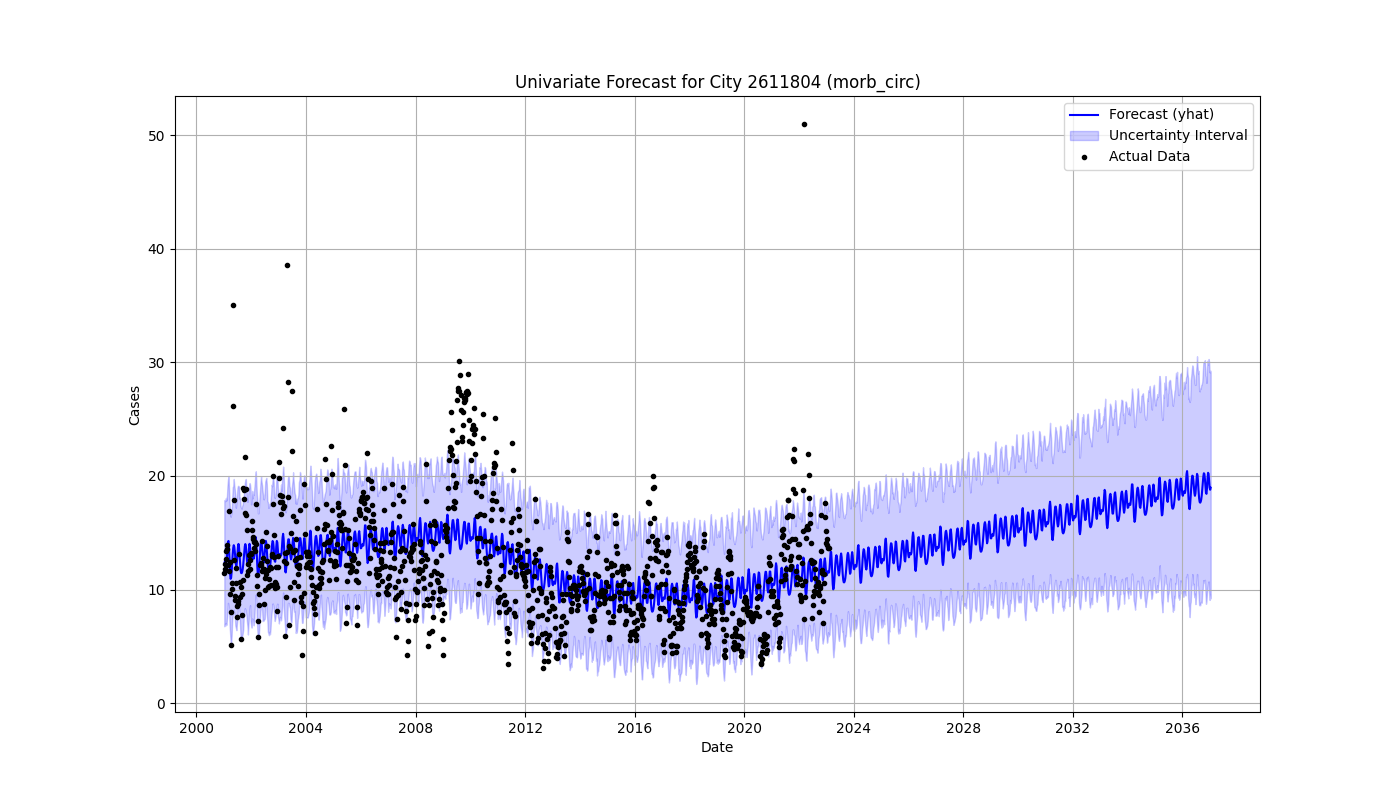 Univariate Forecast for City 2611804 (morb_circ)
Forecast (yhat)
Uncertainty Interval
Actual Data
Cases
50
40
30
20
10
0
2000 2004 2008 2012 2016 2020 2024 2028 2032 2036
Date